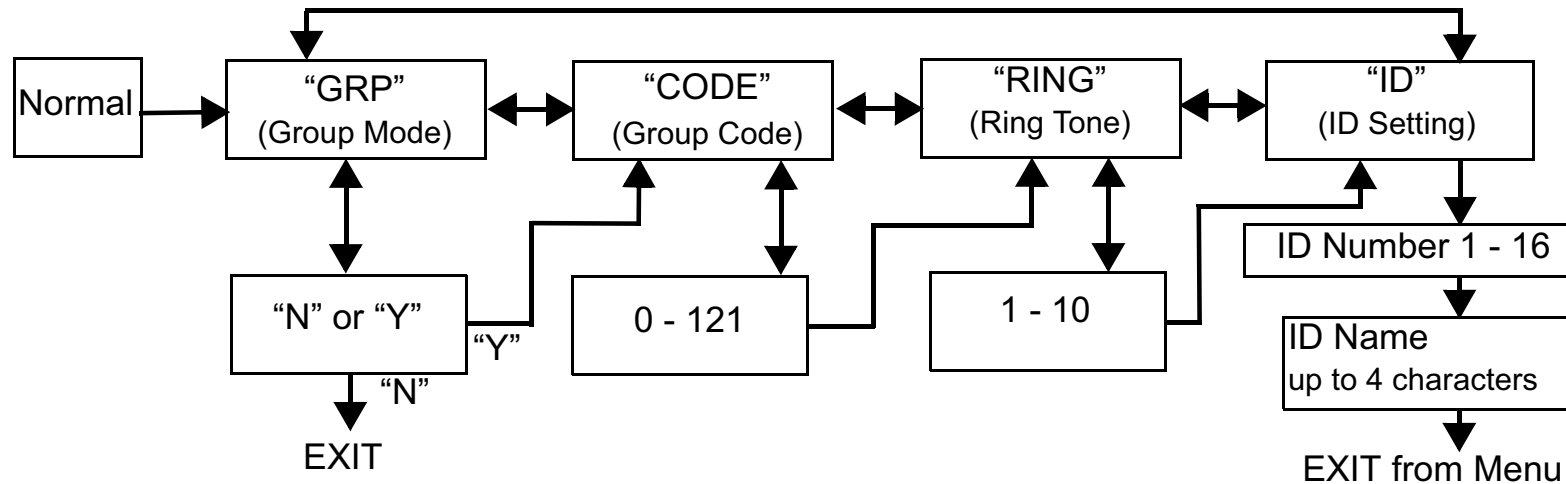 Normal
“GRP”
(Group Mode)
“CODE”
(Group Code)
“RING”
(Ring Tone)
“ID”
(ID Setting)
“N” or “Y”
“Y”
“N”
EXIT
0 - 121
1 - 10
ID Number 1 - 16
ID Name
up to 4 characters
EXIT from Menu